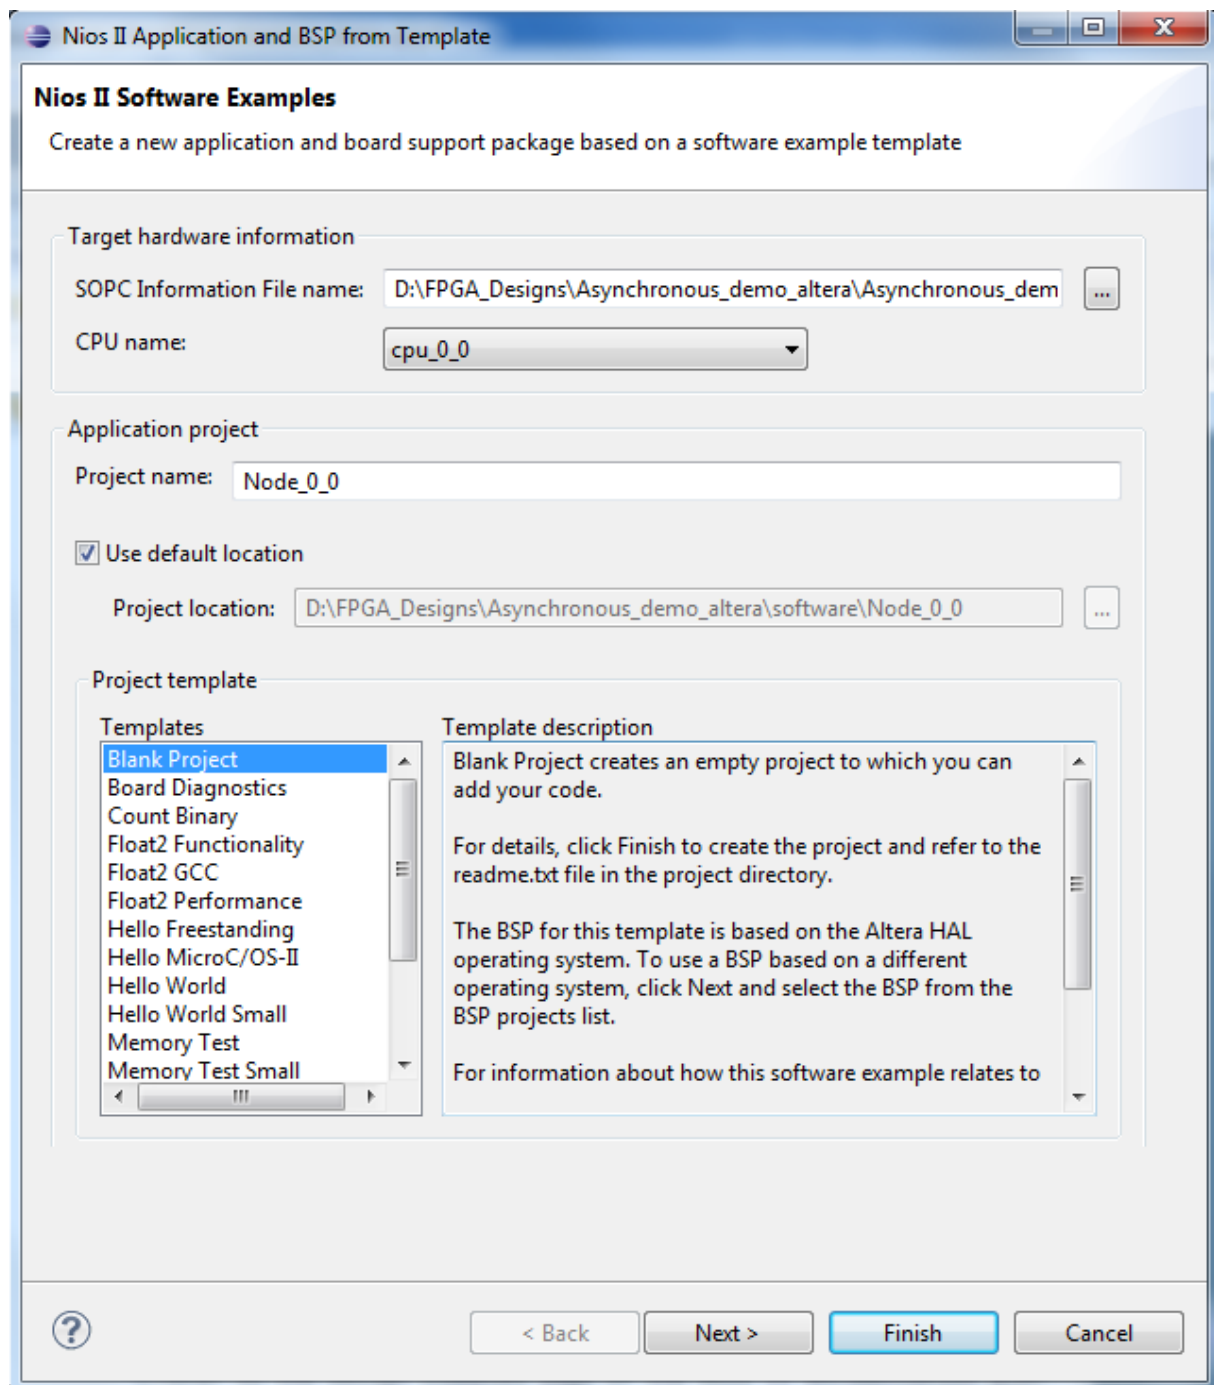 Nios II Application and BSP from Template
Nios II Software Examples
Create a new application and board support package based on a software example template
Target hardware information
SOPC Information File name: D:\FPGA_Designs\Asynchronous_demo_altera\Asynchronous_dem ...
CPU name: cpu_0_0
Application project
Project name: Node_0_0
Use default location
Project location: D:\FPGA_Designs\Asynchronous_demo_altera\software\Node_0_0 ...
Project template
Templates
Blank Project
Board Diagnostics
Count Binary
Float2 Functionality
Float2 GCC
Float2 Performance
Hello Freestanding
Hello MicroC/OS-II
Hello World
Hello World Small
Memory Test
Memory Test Small
Template description
Blank Project creates an empty project to which you can
add your code.
For details, click Finish to create the project and refer to the
readme.txt file in the project directory.
The BSP for this template is based on the Altera HAL
operating system. To use a BSP based on a different
operating system, click Next and select the BSP from the
BSP projects list.
For information about how this software example relates to
? < Back Next > Finish Cancel